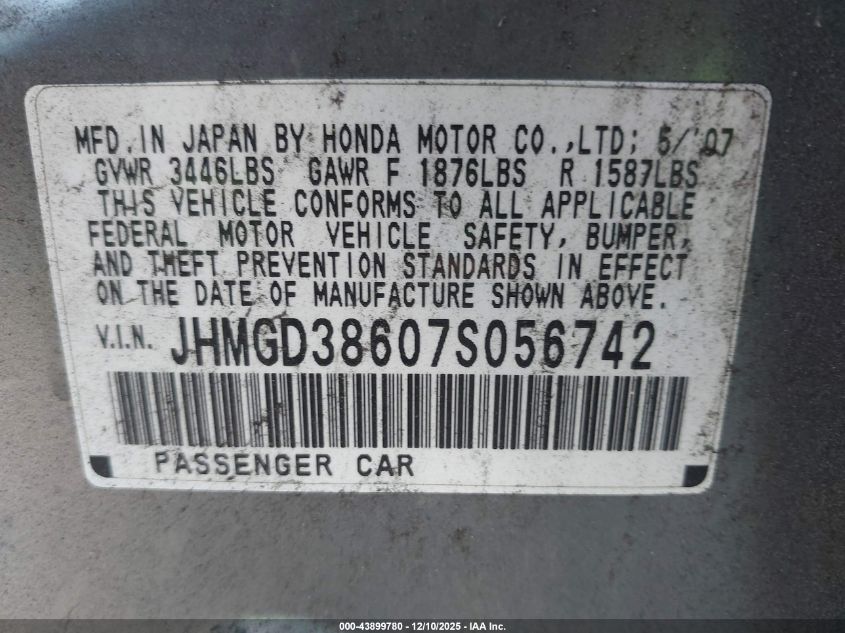 MFD. IN JAPAN BY HONDA MOTOR CO.,LTD; 5/'07
GVWR 3446LBS GAWR F 1876LBS R 1587LBS
THIS VEHICLE CONFORMS TO ALL APPLICABLE
FEDERAL MOTOR VEHICLE SAFETY, BUMPER,
AND THEFT PREVENTION STANDARDS IN EFFECT
ON THE DATE OF MANUFACTURE SHOWN ABOVE.
V.I.N. JHMGD38607S056742
PASSENGER CAR
000-43899780 - 12/10/2025 - IAA Inc.